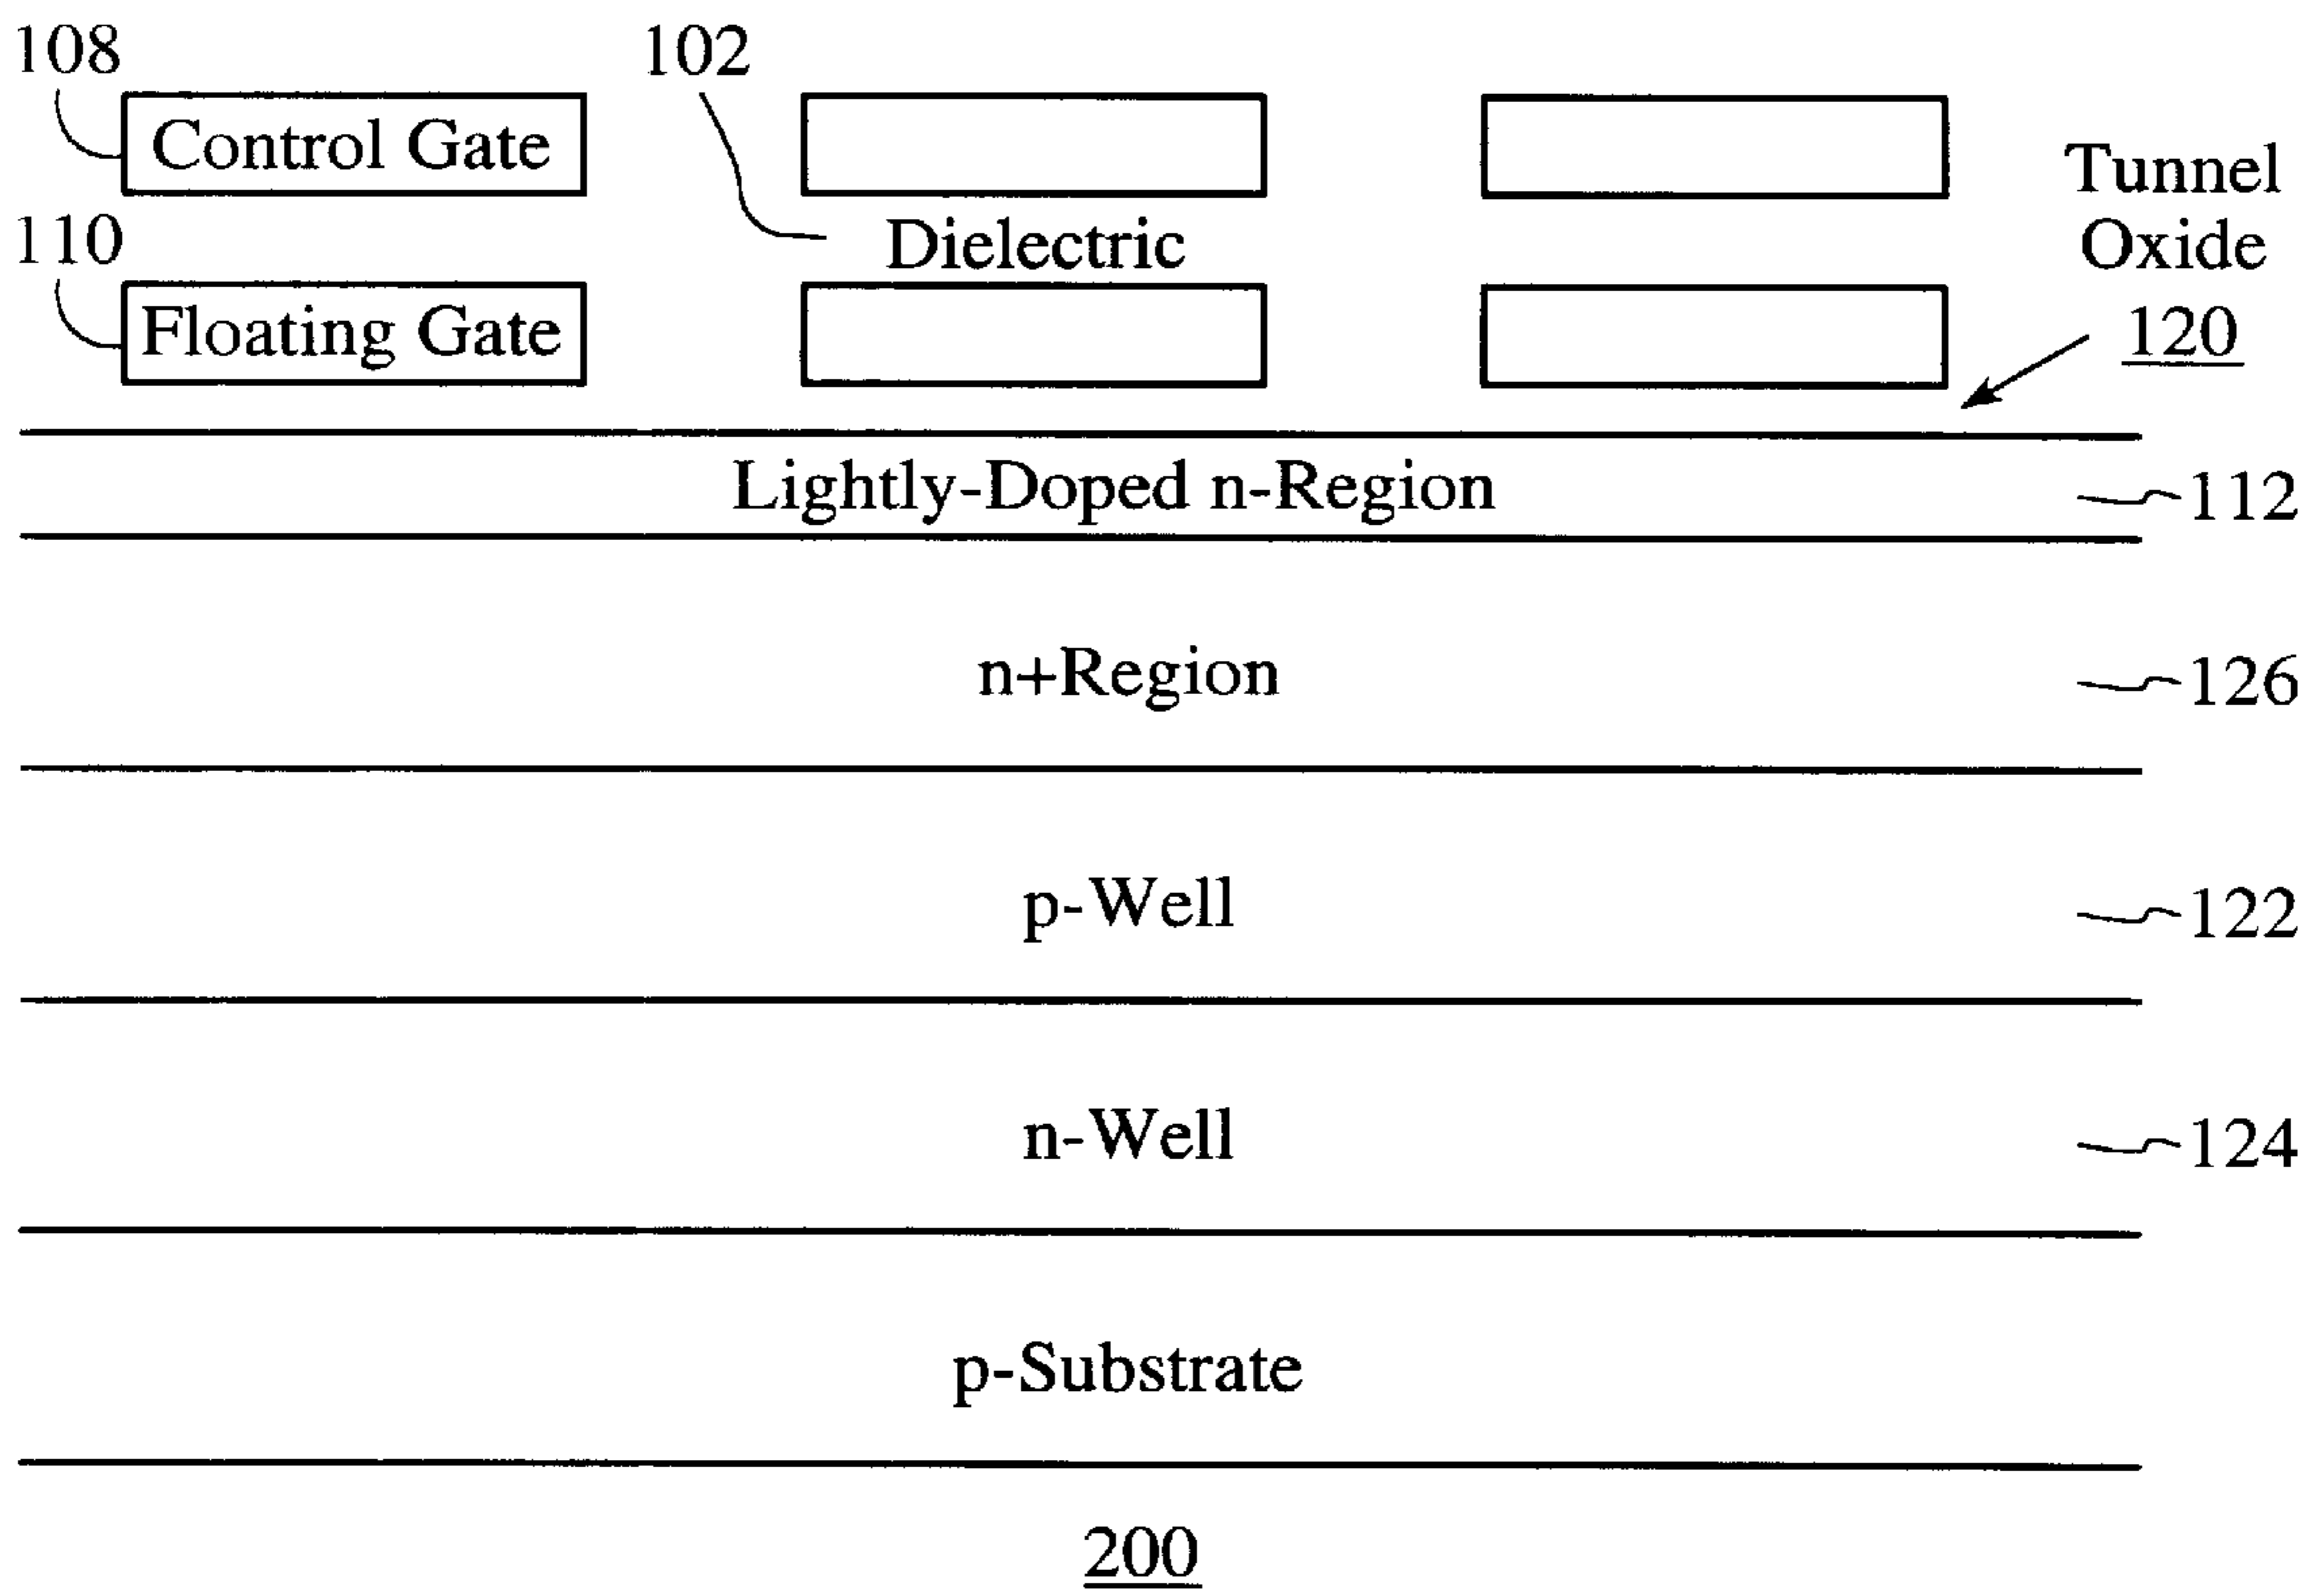 108
102
Control Gate
Tunnel
Oxide
120
110
Dielectric
Floating Gate
Lightly-Doped n-Region
112
n+Region
126
p-Well
122
n-Well
124
p-Substrate
200